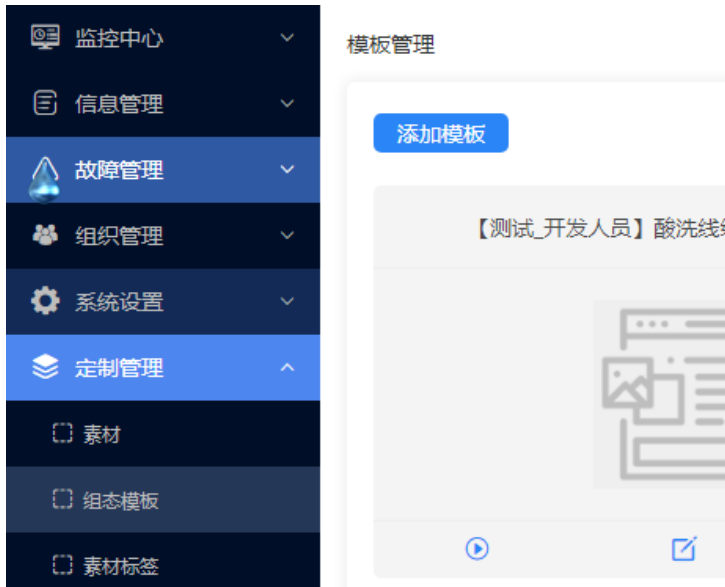 监控中心
信息管理
故障管理
组织管理
系统设置
定制管理
素材
组态模板
素材标签
模板管理
添加模板
【测试_开发人员】酸洗线